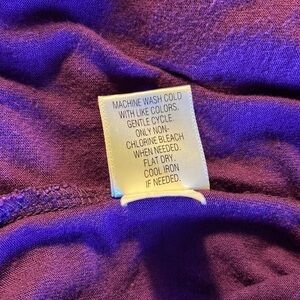 MACHINE WASH COLD
WITH LIKE COLORS.
GENTLE CYCLE.
ONLY NON-
CHLORINE BLEACH
WHEN NEEDED.
FLAT DRY.
COOL IRON
IF NEEDED.